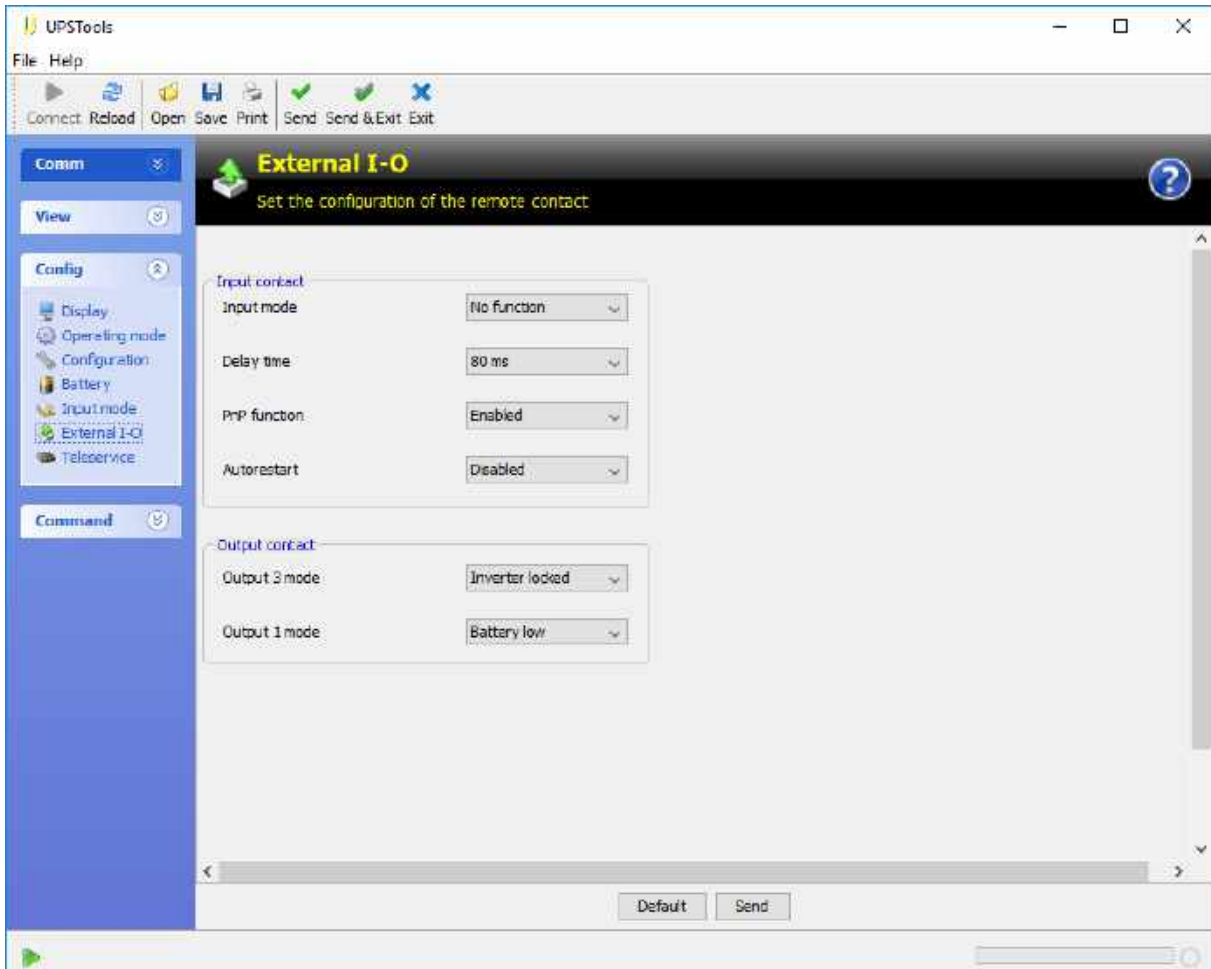 UPSTools
File Help
Connect Reload Open Save Print Send Send & Exit Exit
Comm
View
Config
Display
Operating mode
Configuration
Battery
Input mode
External I-O
Teleservice
Command
External I-O
Set the configuration of the remote contact
?
Input contact
Input mode No function
Delay time 80 ms
PnP function Enabled
Autorestart Disabled
Output contact
Output 3 mode Inverter locked
Output 1 mode Battery low
Default Send